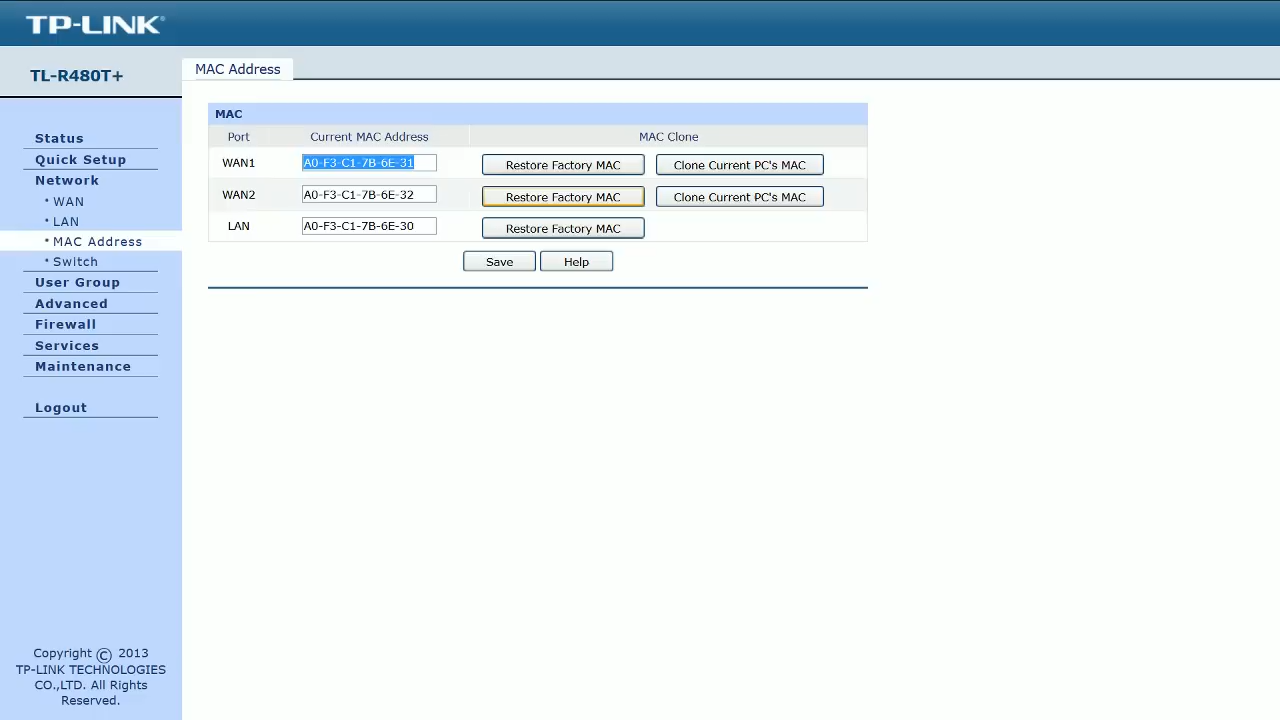 TP-LINK®
TL-R480T+
MAC Address
Status
Quick Setup
Network
• WAN
• LAN
• MAC Address
• Switch
User Group
Advanced
Firewall
Services
Maintenance
Logout
Copyright © 2013
TP-LINK TECHNOLOGIES
CO.,LTD. All Rights
Reserved.
MAC
Port Current MAC Address MAC Clone
WAN1 A0-F3-C1-7B-6E-31 Restore Factory MAC Clone Current PC's MAC
WAN2 A0-F3-C1-7B-6E-32 Restore Factory MAC Clone Current PC's MAC
LAN A0-F3-C1-7B-6E-30 Restore Factory MAC
Save Help